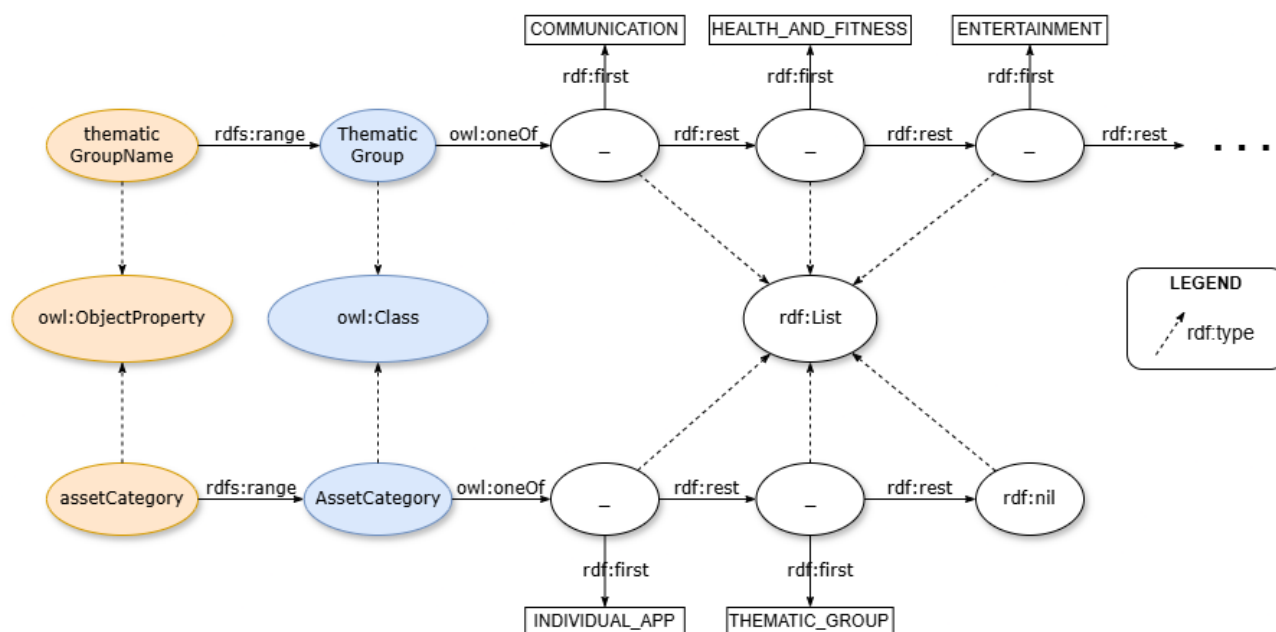 COMMUNICATION
HEALTH_AND_FITNESS
ENTERTAINMENT
rdf:first
rdf:first
rdf:first
thematic
GroupName
rdfs:range
Thematic
Group
owl:oneOf
_
rdf:rest
_
rdf:rest
_
rdf:rest
. . .
owl:ObjectProperty
owl:Class
rdf:List
LEGEND
rdf:type
assetCategory
rdfs:range
AssetCategory
owl:oneOf
_
rdf:rest
_
rdf:rest
rdf:nil
rdf:first
rdf:first
INDIVIDUAL_APP
THEMATIC_GROUP